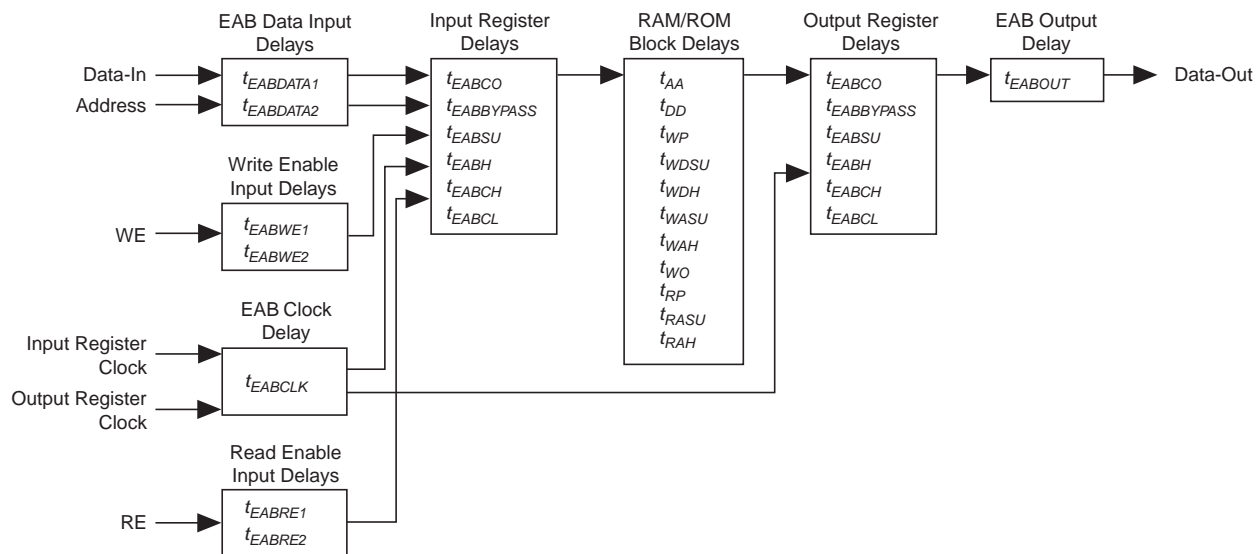 EAB Data Input
Delays
Data-In
Address
tEABDATA1
tEABDATA2
Write Enable
Input Delays
WE
tEABWE1
tEABWE2
EAB Clock
Delay
Input Register
Clock
Output Register
Clock
tEABCLK
Read Enable
Input Delays
RE
tEABRE1
tEABRE2
Input Register
Delays
tEABCO
tEABBYPASS
tEABSU
tEABH
tEABCH
tEABCL
RAM/ROM
Block Delays
tAA
tDD
tWP
tWDSU
tWDH
tWASU
tWAH
tWO
tRP
tRASU
tRAH
Output Register
Delays
tEABCO
tEABBYPASS
tEABSU
tEABH
tEABCH
tEABCL
EAB Output
Delay
tEABOUT
Data-Out